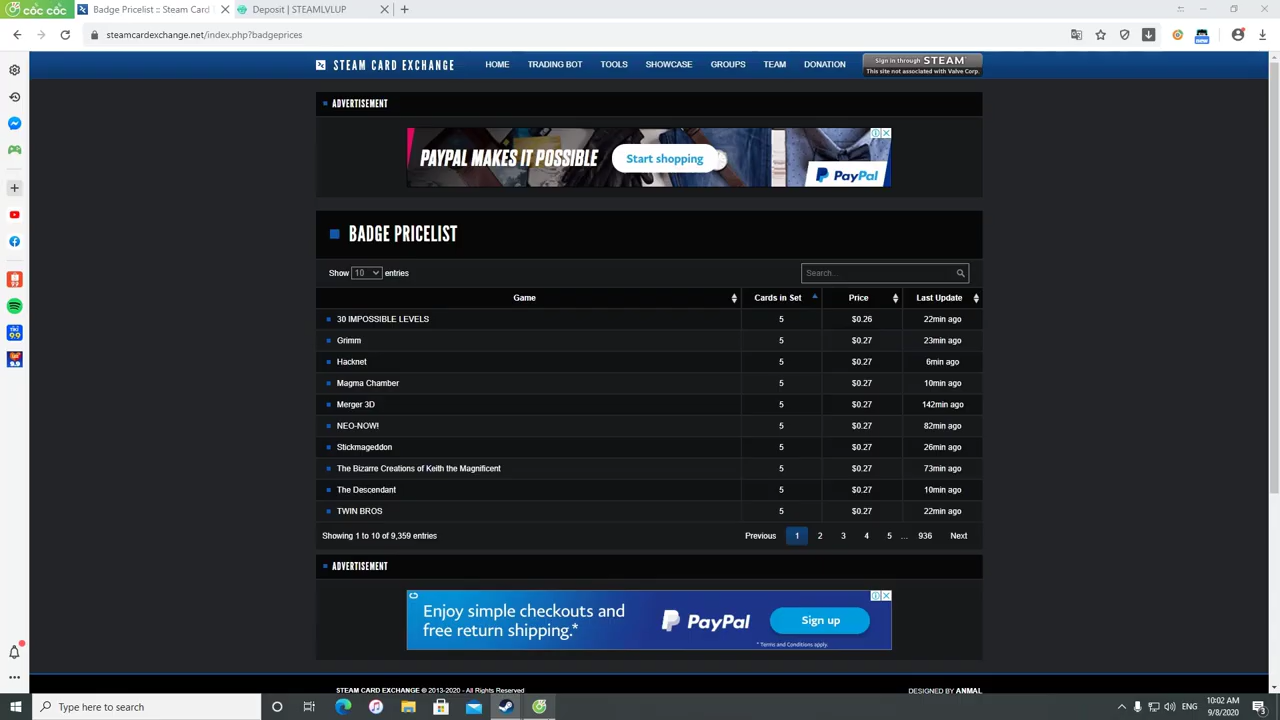 cốc cốc
Badge Pricelist :: Steam Card
Deposit | STEAMLVLUP
steamcardexchange.net/index.php?badgeprices
STEAM CARD EXCHANGE
HOME
TRADING BOT
TOOLS
SHOWCASE
GROUPS
TEAM
DONATION
Sign in through STEAM
This site not associated with Valve Corp.
ADVERTISEMENT
PAYPAL MAKES IT POSSIBLE
Start shopping
PayPal
BADGE PRICELIST
Show 10 entries
Search...
Game Cards in Set Price Last Update
30 IMPOSSIBLE LEVELS 5 $0.26 22min ago
Grimm 5 $0.27 23min ago
Hacknet 5 $0.27 6min ago
Magma Chamber 5 $0.27 10min ago
Merger 3D 5 $0.27 142min ago
NEO-NOW! 5 $0.27 82min ago
Stickmageddon 5 $0.27 26min ago
The Bizarre Creations of Keith the Magnificent 5 $0.27 73min ago
The Descendant 5 $0.27 10min ago
TWIN BROS 5 $0.27 22min ago
Showing 1 to 10 of 9,359 entries
Previous 1 2 3 4 5 ... 936 Next
ADVERTISEMENT
Enjoy simple checkouts and
free return shipping.*
PayPal
Sign up
* Terms and Conditions apply.
STEAM CARD EXCHANGE © 2013-2020 - All Rights Reserved
DESIGNED BY ANMAL
Type here to search
ENG
10:02 AM
9/8/2020
3